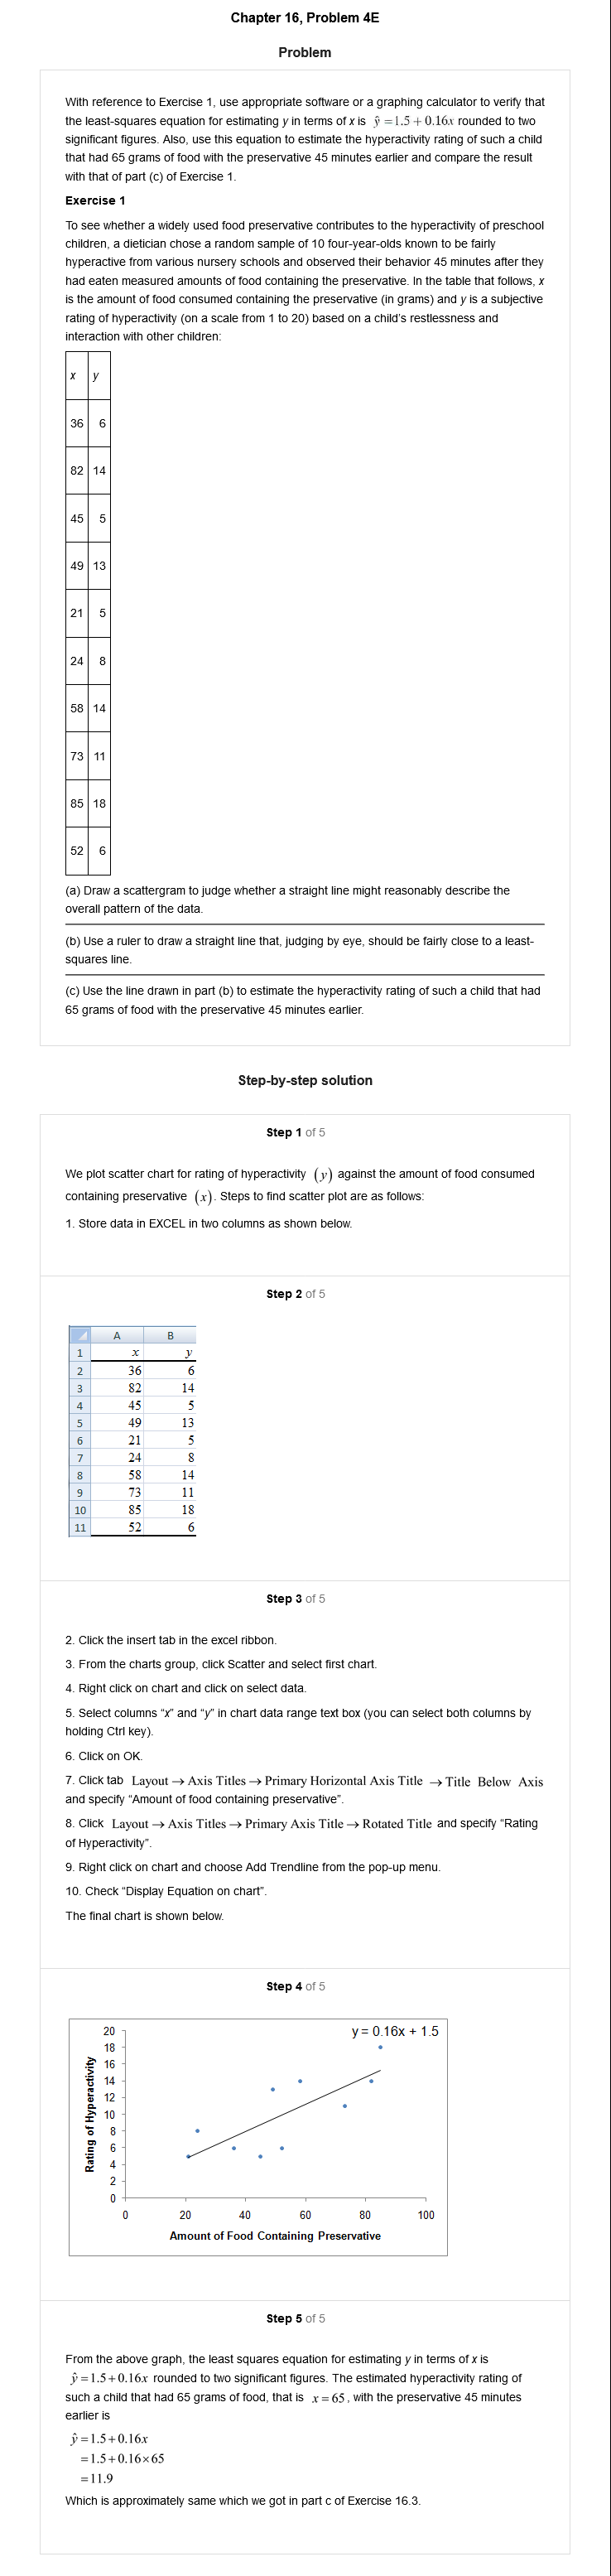 Chapter 16, Problem 4E
Problem
With reference to Exercise 1, use appropriate software or a graphing calculator to verify that
the least-squares equation for estimating y in terms of x is ŷ = 1.5 + 0.16x rounded to two
significant figures. Also, use this equation to estimate the hyperactivity rating of such a child
that had 65 grams of food with the preservative 45 minutes earlier and compare the result
with that of part (c) of Exercise 1.
Exercise 1
To see whether a widely used food preservative contributes to the hyperactivity of preschool
children, a dietician chose a random sample of 10 four-year-olds known to be fairly
hyperactive from various nursery schools and observed their behavior 45 minutes after they
had eaten measured amounts of food containing the preservative. In the table that follows, x
is the amount of food consumed containing the preservative (in grams) and y is a subjective
rating of hyperactivity (on a scale from 1 to 20) based on a child's restlessness and
interaction with other children:
x y
36 6
82 14
45 5
49 13
21 5
24 8
58 14
73 11
85 18
52 6
(a) Draw a scattergram to judge whether a straight line might reasonably describe the
overall pattern of the data.
(b) Use a ruler to draw a straight line that, judging by eye, should be fairly close to a least-
squares line.
(c) Use the line drawn in part (b) to estimate the hyperactivity rating of such a child that had
65 grams of food with the preservative 45 minutes earlier.
Step-by-step solution
Step 1 of 5
We plot scatter chart for rating of hyperactivity (y) against the amount of food consumed
containing preservative (x). Steps to find scatter plot are as follows:
1. Store data in EXCEL in two columns as shown below.
Step 2 of 5
A B
1 x y
2 36 6
3 82 14
4 45 5
5 49 13
6 21 5
7 24 8
8 58 14
9 73 11
10 85 18
11 52 6
Step 3 of 5
2. Click the insert tab in the excel ribbon.
3. From the charts group, click Scatter and select first chart.
4. Right click on chart and click on select data.
5. Select columns “x” and “y” in chart data range text box (you can select both columns by
holding Ctrl key).
6. Click on OK.
7. Click tab Layout → Axis Titles → Primary Horizontal Axis Title → Title Below Axis
and specify “Amount of food containing preservative”.
8. Click Layout → Axis Titles → Primary Axis Title → Rotated Title and specify “Rating
of Hyperactivity”.
9. Right click on chart and choose Add Trendline from the pop-up menu.
10. Check “Display Equation on chart”.
The final chart is shown below.
Step 4 of 5
y = 0.16x + 1.5
Rating of Hyperactivity
20
18
16
14
12
10
8
6
4
2
0
0 20 40 60 80 100
Amount of Food Containing Preservative
Step 5 of 5
From the above graph, the least squares equation for estimating y in terms of x is
ŷ = 1.5 + 0.16x rounded to two significant figures. The estimated hyperactivity rating of
such a child that had 65 grams of food, that is x = 65, with the preservative 45 minutes
earlier is
ŷ = 1.5 + 0.16x
= 1.5 + 0.16×65
= 11.9
Which is approximately same which we got in part c of Exercise 16.3.